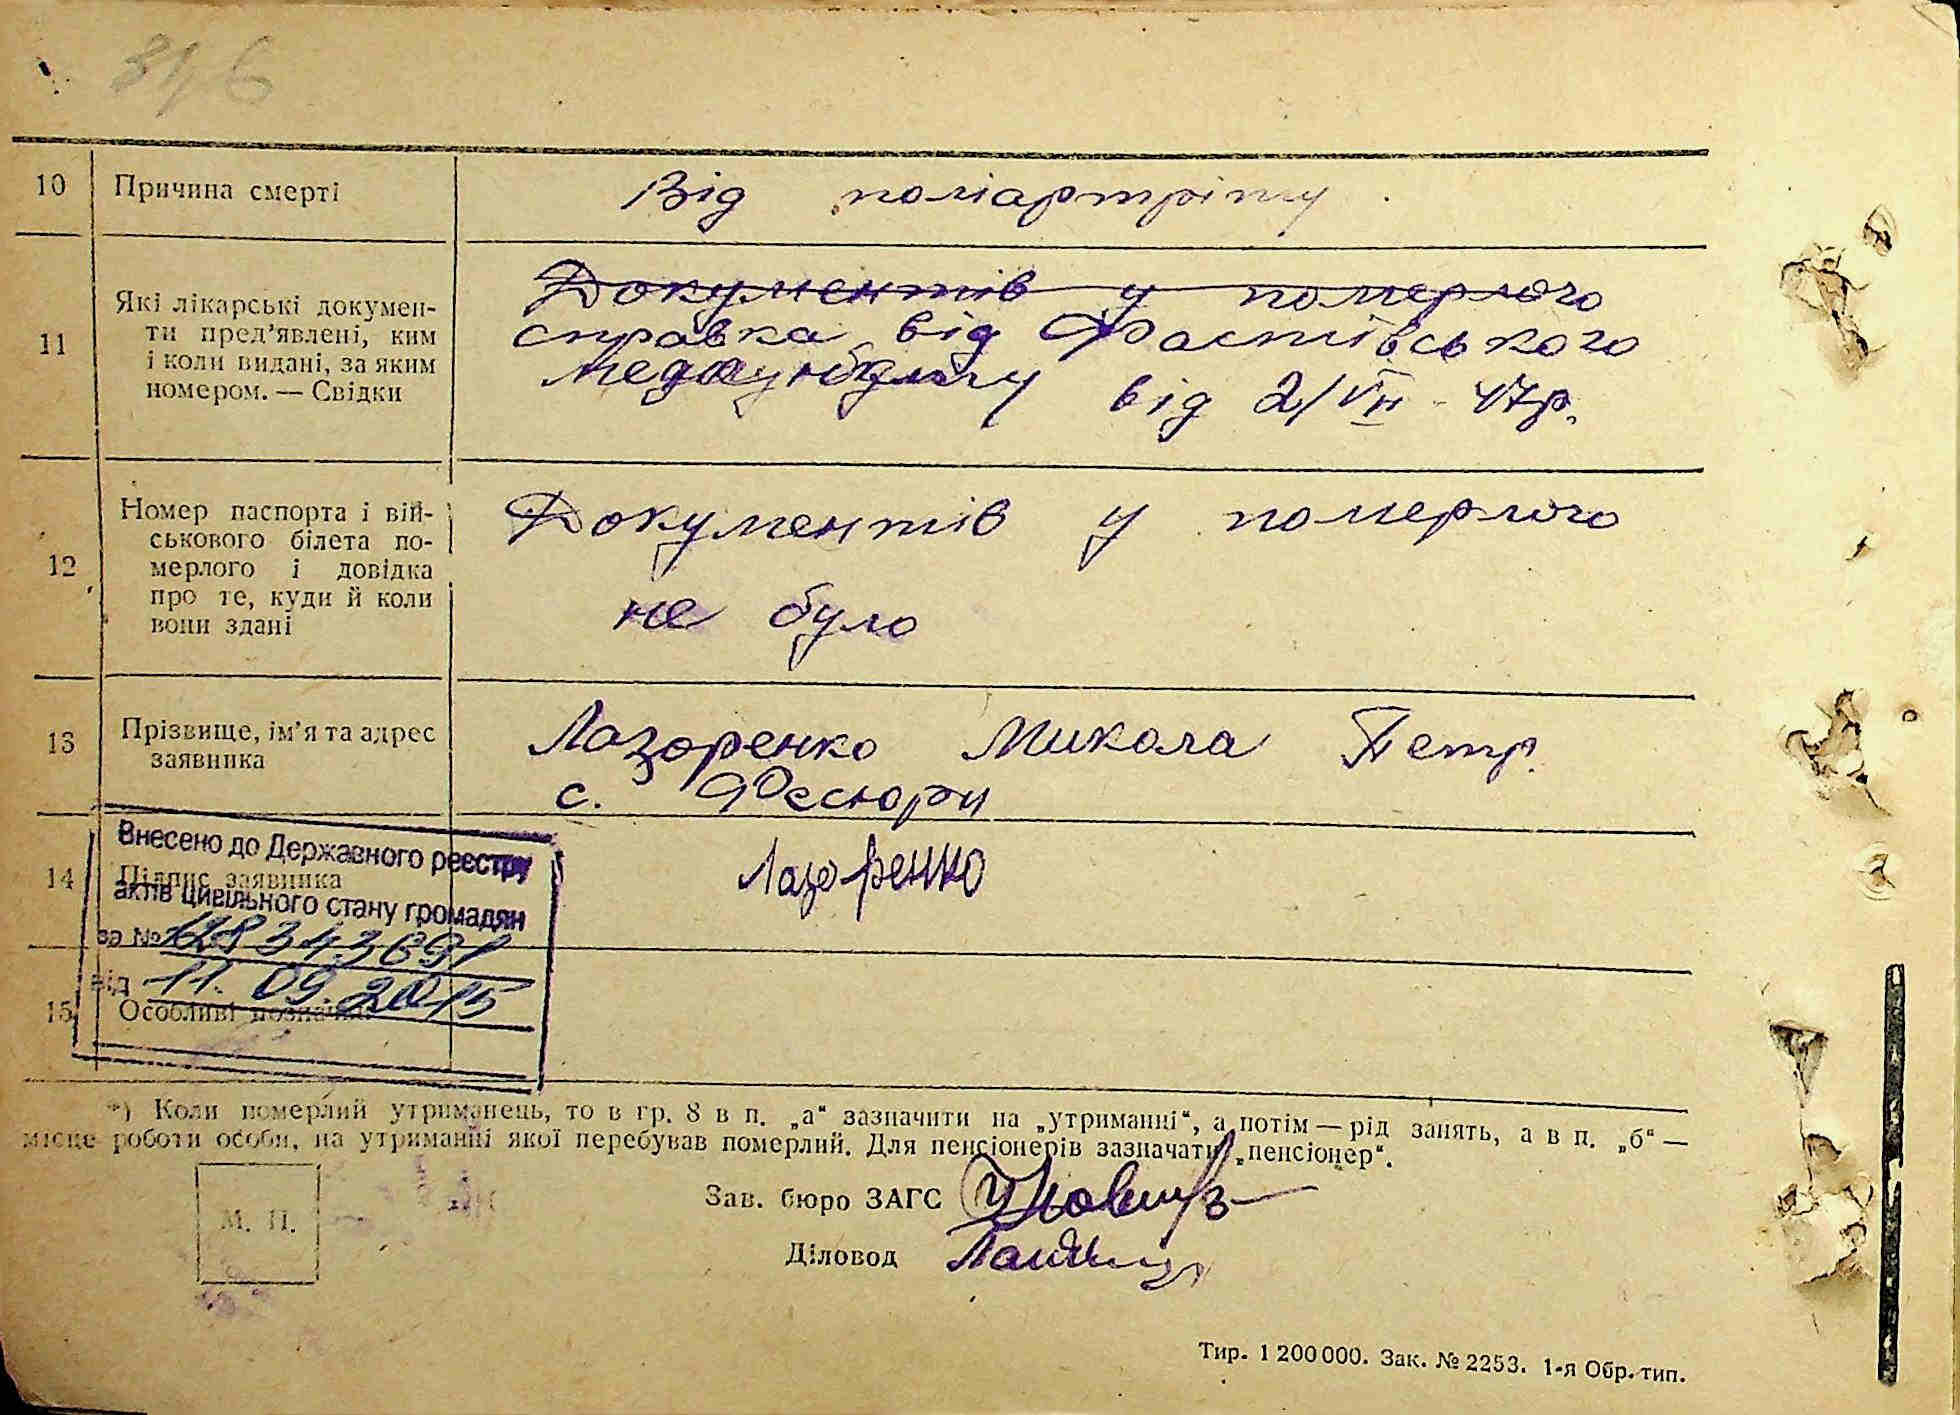 31, 6
10 Причина смерті Від поліартріту
11 Які лікарські докумен-
ти пред'явлені, ким
і коли видані, за яким
номером. — Свідки
Документів у померлого
справка від Фастівського
від 2/VII 47р.
12 Номер паспорта і вій-
ськового білета по-
мерлого і довідка
про те, куди й коли
вони здані
Документів у померлого
не було
13 Прізвище, ім'я та адрес
заявника
Лазоренко Микола Петр.
с.
14 Підпис заявника Лазоренко
15 Особливі позначки
Внесено до Державного реєстру
актів цивільного стану громадян
за №
від 11.09.2015
*) Коли померлий утриманець, то в гр. 8 в п. „а“ зазначити на „утриманні“, а потім — рід занять, а в п. „б“ —
місце роботи особи, на утриманні якої перебував померлий. Для пенсіонерів зазначати „пенсіонер“.
М. П.
Зав. бюро ЗАГС
Діловод
Тир. 1 200 000. Зак. № 2253. 1-я Обр. тип.